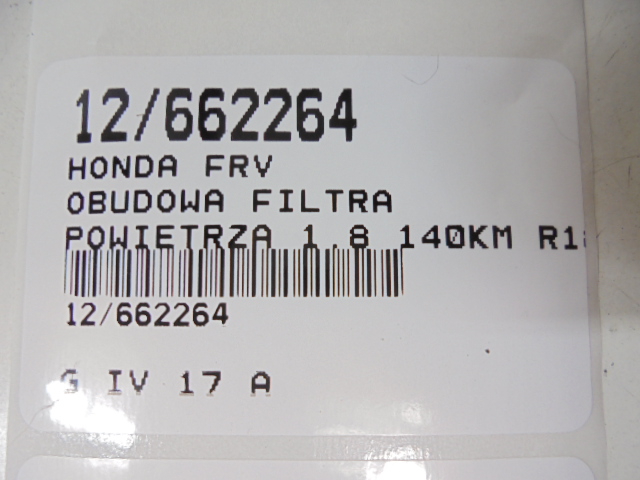 12/662264
HONDA FRV
OBUDOWA FILTRA
POWIETRZA 1.8 140KM
12/662264
G IV 17 A